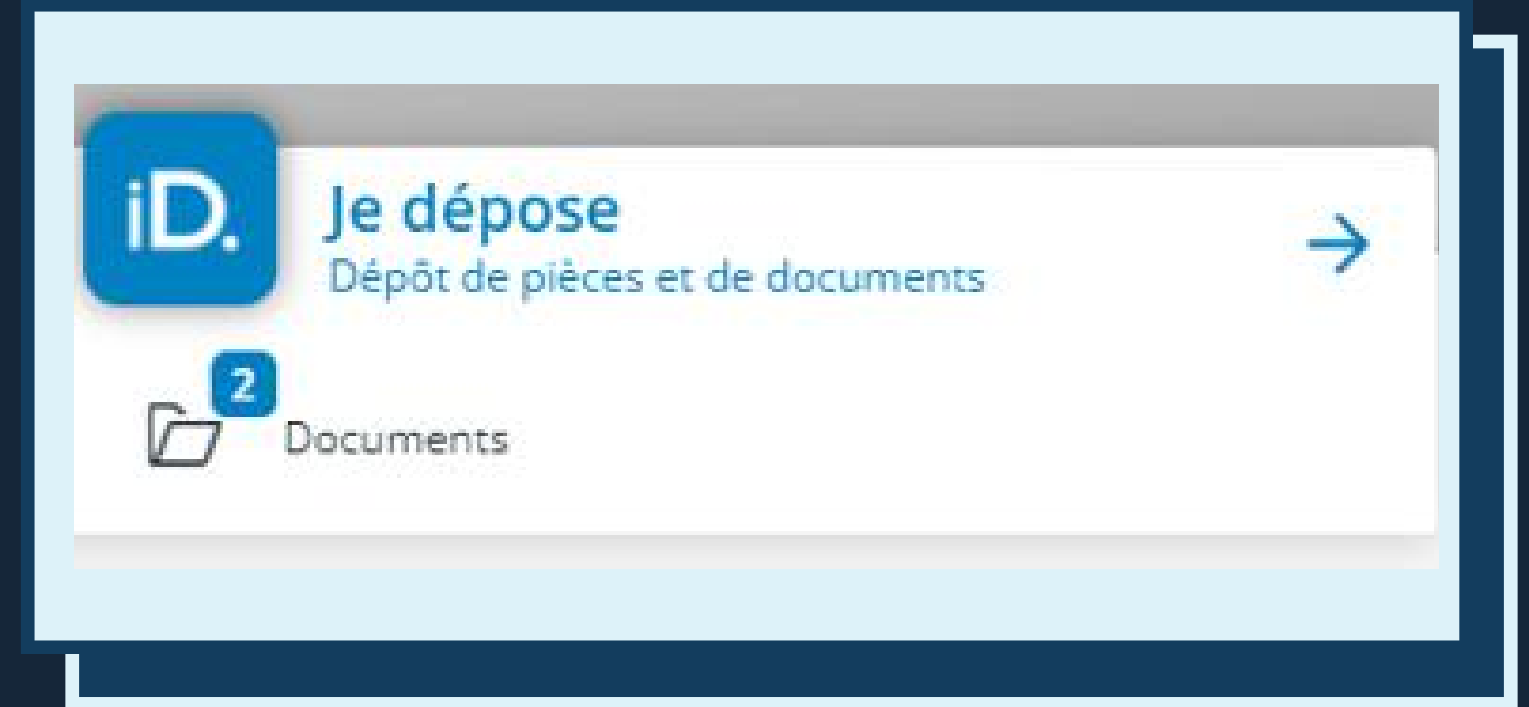 iD.
Je dépose
Dépôt de pièces et de documents
2
Documents